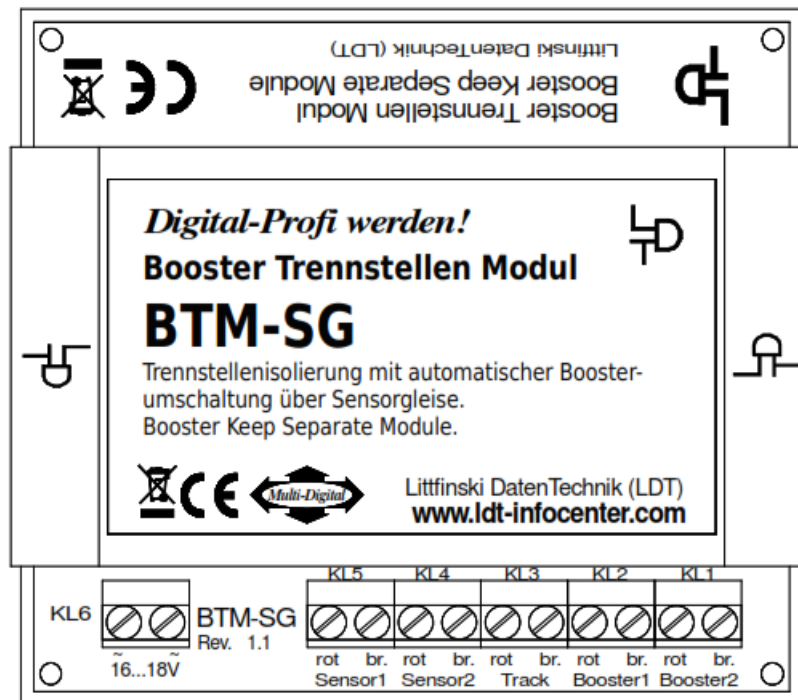 Littfinski DatenTechnik (LDT)
Booster Keep Separate Module
Booster Trennstellen Modul
Digital-Profi werden!
Booster Trennstellen Modul
BTM-SG
Trennstellenisolierung mit automatischer Booster-
umschaltung über Sensorgleise.
Booster Keep Separate Module.
CE
Multi-Digital
Littfinski DatenTechnik (LDT)
www.ldt-infocenter.com
KL5 KL4 KL3 KL2 KL1
KL6
BTM-SG
Rev. 1.1
~ ~
16...18V
rot br. rot br. rot br. rot br. rot br.
Sensor1 Sensor2 Track Booster1 Booster2